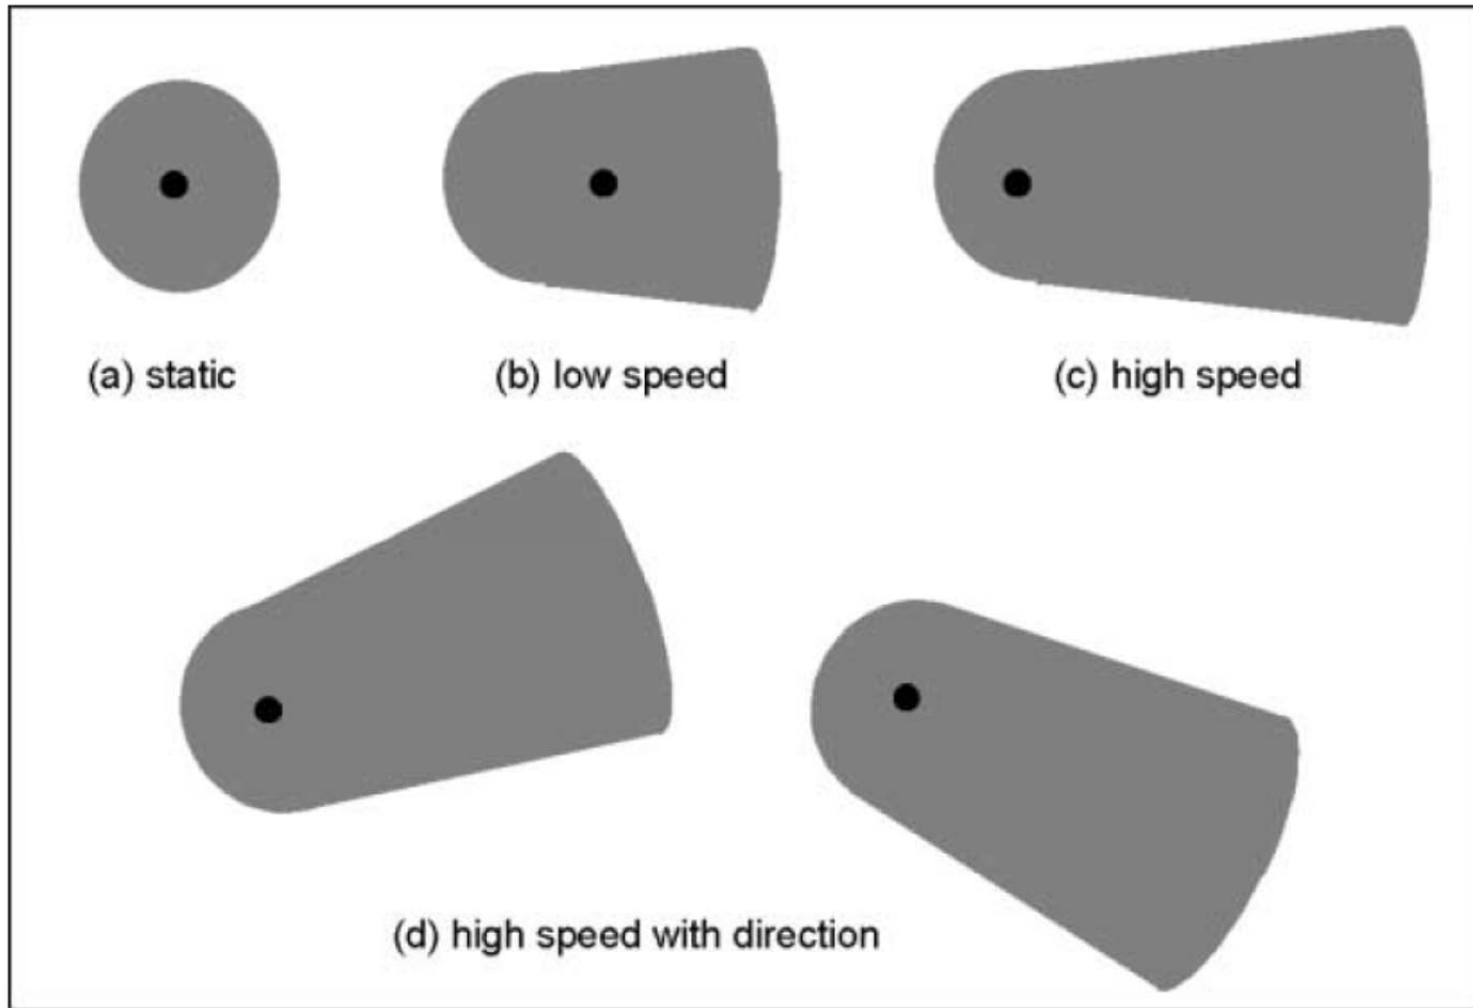 (a) static
(b) low speed
(c) high speed
(d) high speed with direction